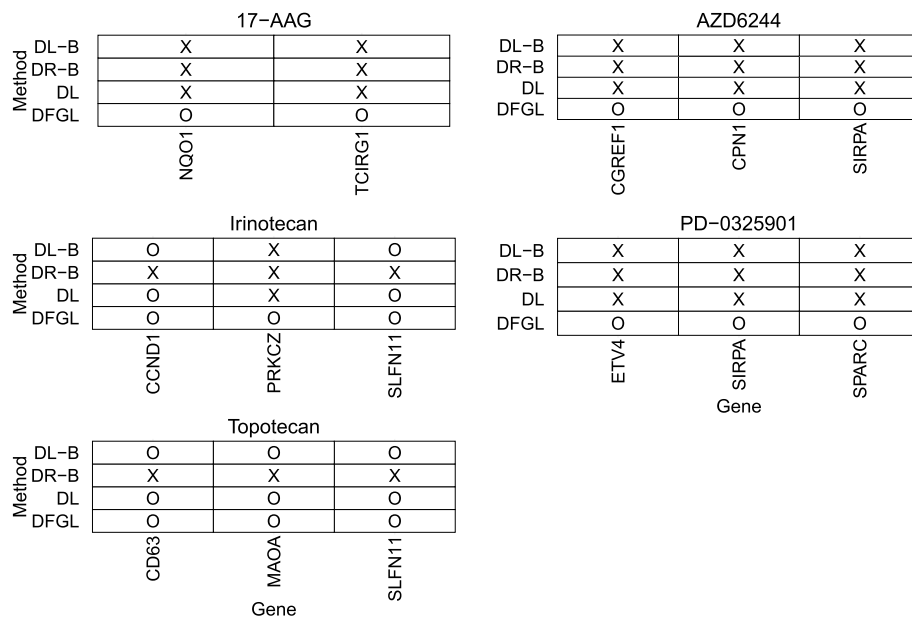 17−AAG
Method
DL−B X X
DR−B X X
DL X X
DFGL O O
NQO1 TCIRG1
AZD6244
DL−B X X X
DR−B X X X
DL X X X
DFGL O O O
CGREF1 CPN1 SIRPA
Irinotecan
Method
DL−B O X O
DR−B X X X
DL O X O
DFGL O O O
CCND1 PRKCZ SLFN11
PD−0325901
DL−B X X X
DR−B X X X
DL X X X
DFGL O O O
ETV4 SIRPA SPARC
Gene
Topotecan
Method
DL−B O O O
DR−B X X X
DL O O O
DFGL O O O
CD63 MAOA SLFN11
Gene